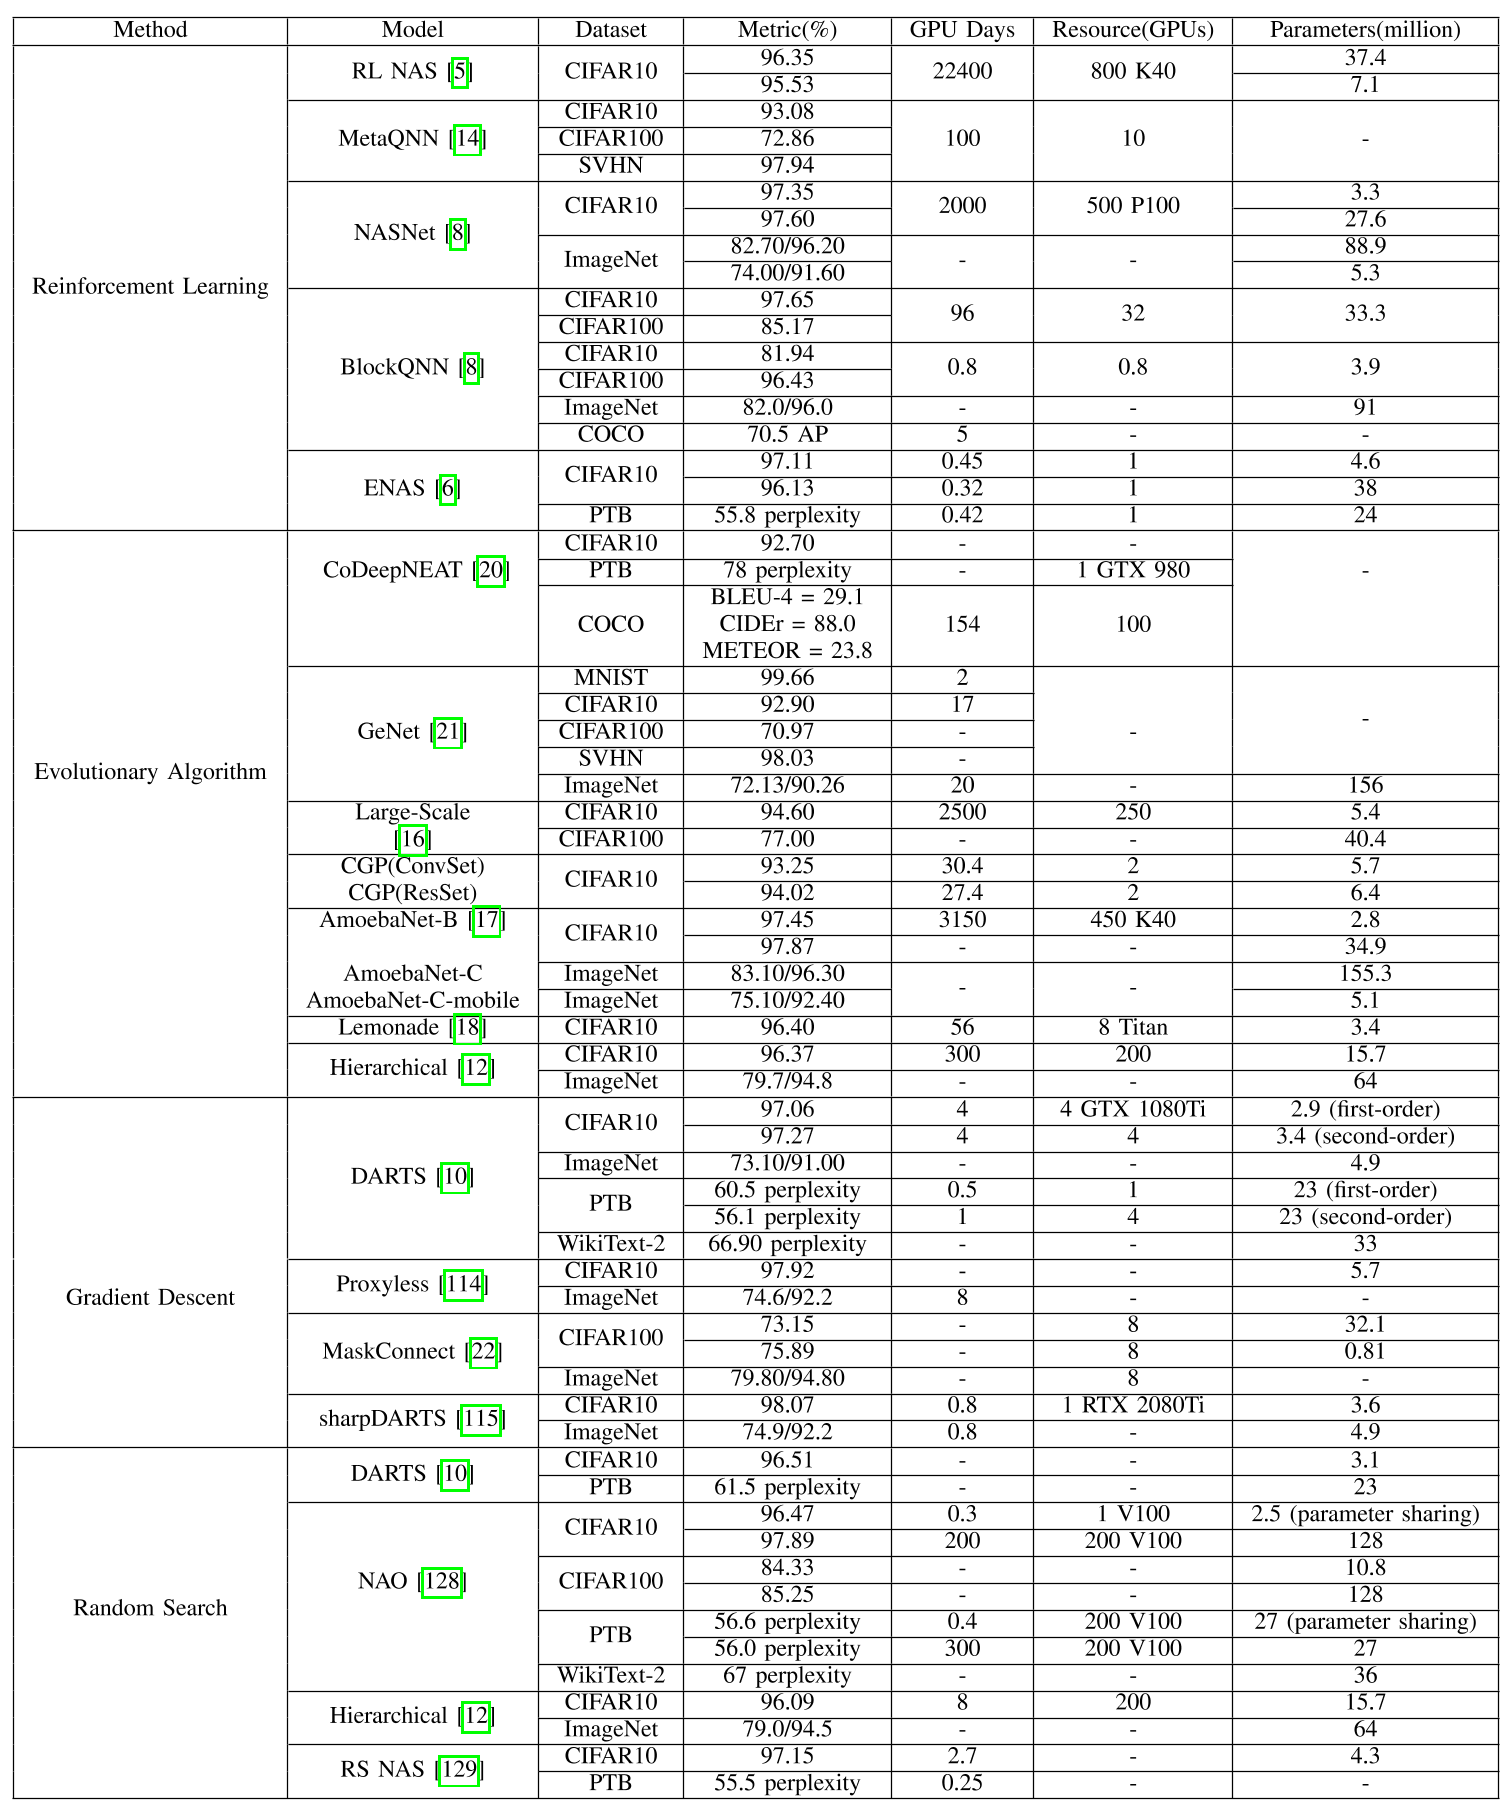 Method Model Dataset Metric(%) GPU Days Resource(GPUs) Parameters(million)
Reinforcement Learning
RL NAS [5] CIFAR10 96.35 22400 800 K40 37.4
95.53 7.1
MetaQNN [14] CIFAR10 93.08 100 10 -
CIFAR100 72.86
SVHN 97.94
NASNet [8] CIFAR10 97.35 2000 500 P100 3.3
97.60 27.6
ImageNet 82.70/96.20 - - 88.9
74.00/91.60 5.3
BlockQNN [8] CIFAR10 97.65 96 32 33.3
CIFAR100 85.17
CIFAR10 81.94 0.8 0.8 3.9
CIFAR100 96.43
ImageNet 82.0/96.0 - - 91
COCO 70.5 AP 5 - -
ENAS [6] CIFAR10 97.11 0.45 1 4.6
96.13 0.32 1 38
PTB 55.8 perplexity 0.42 1 24
Evolutionary Algorithm
CoDeepNEAT [20] CIFAR10 92.70 - - -
PTB 78 perplexity - 1 GTX 980
COCO BLEU-4 = 29.1 154 100
CIDEr = 88.0
METEOR = 23.8
GeNet [21] MNIST 99.66 2 - -
CIFAR10 92.90 17
CIFAR100 70.97 -
SVHN 98.03 -
ImageNet 72.13/90.26 20 - 156
Large-Scale CIFAR10 94.60 2500 250 5.4
[16] CIFAR100 77.00 - - 40.4
CGP(ConvSet) CIFAR10 93.25 30.4 2 5.7
CGP(ResSet) 94.02 27.4 2 6.4
AmoebaNet-B [17] CIFAR10 97.45 3150 450 K40 2.8
97.87 - - 34.9
AmoebaNet-C ImageNet 83.10/96.30 - - 155.3
AmoebaNet-C-mobile ImageNet 75.10/92.40 5.1
Lemonade [18] CIFAR10 96.40 56 8 Titan 3.4
Hierarchical [12] CIFAR10 96.37 300 200 15.7
ImageNet 79.7/94.8 - - 64
Gradient Descent
DARTS [10] CIFAR10 97.06 4 4 GTX 1080Ti 2.9 (first-order)
97.27 4 4 3.4 (second-order)
ImageNet 73.10/91.00 - - 4.9
PTB 60.5 perplexity 0.5 1 23 (first-order)
56.1 perplexity 1 4 23 (second-order)
WikiText-2 66.90 perplexity - - 33
Proxyless [114] CIFAR10 97.92 - - 5.7
ImageNet 74.6/92.2 8 - -
MaskConnect [22] CIFAR100 73.15 - 8 32.1
75.89 - 8 0.81
ImageNet 79.80/94.80 - 8 -
sharpDARTS [115] CIFAR10 98.07 0.8 1 RTX 2080Ti 3.6
ImageNet 74.9/92.2 0.8 - 4.9
Random Search
DARTS [10] CIFAR10 96.51 - - 3.1
PTB 61.5 perplexity - - 23
NAO [128] CIFAR10 96.47 0.3 1 V100 2.5 (parameter sharing)
97.89 200 200 V100 128
CIFAR100 84.33 - - 10.8
85.25 - - 128
PTB 56.6 perplexity 0.4 200 V100 27 (parameter sharing)
56.0 perplexity 300 200 V100 27
WikiText-2 67 perplexity - - 36
Hierarchical [12] CIFAR10 96.09 8 200 15.7
ImageNet 79.0/94.5 - - 64
RS NAS [129] CIFAR10 97.15 2.7 - 4.3
PTB 55.5 perplexity 0.25 - -